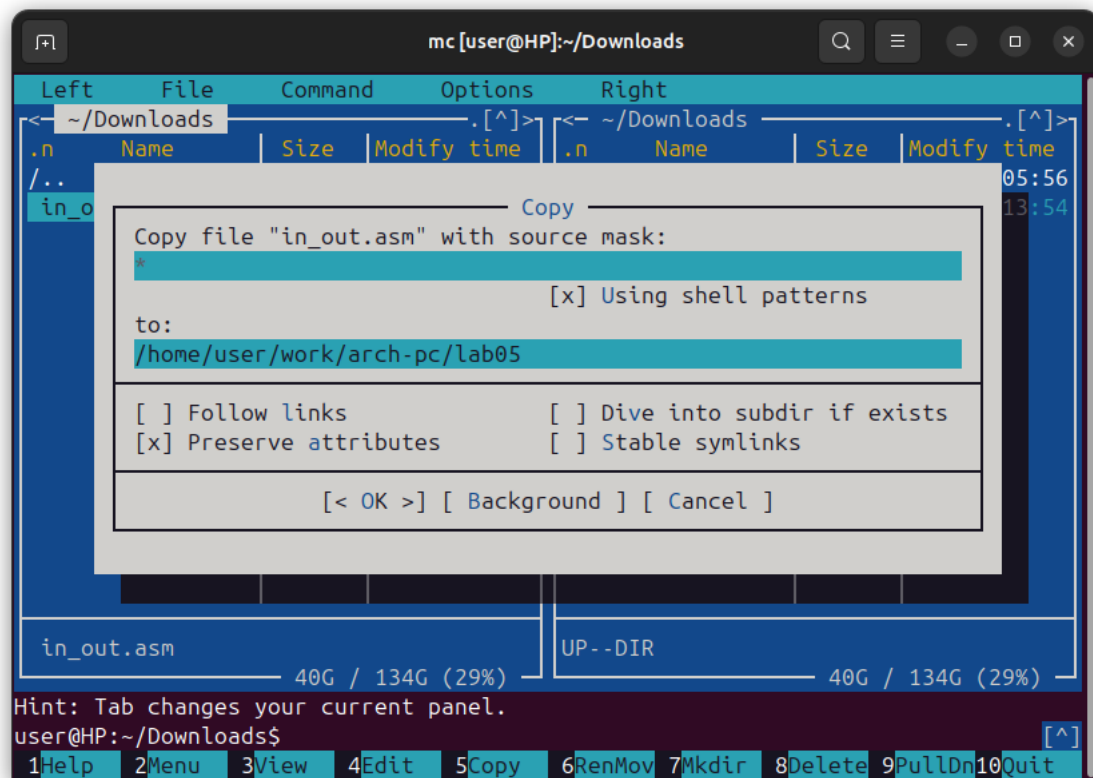 mc [user@HP]:~/Downloads
Left File Command Options Right
<- ~/Downloads .[^]> <- ~/Downloads .[^]>
.n Name Size Modify time .n Name Size Modify time
/.. 05:56
in_o 13:54
Copy
Copy file "in_out.asm" with source mask:
*
[x] Using shell patterns
to:
/home/user/work/arch-pc/lab05
[ ] Follow links [ ] Dive into subdir if exists
[x] Preserve attributes [ ] Stable symlinks
[< OK >] [ Background ] [ Cancel ]
in_out.asm UP--DIR
40G / 134G (29%) 40G / 134G (29%)
Hint: Tab changes your current panel.
user@HP:~/Downloads$ [^]
1Help 2Menu 3View 4Edit 5Copy 6RenMov 7Mkdir 8Delete 9PullDn 10Quit